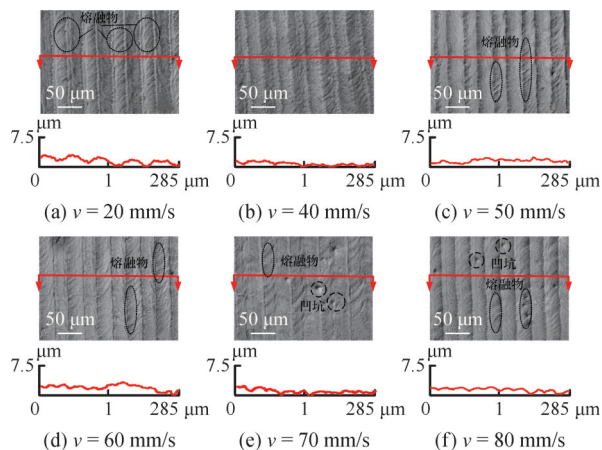 熔融物
50 μm
50 μm
熔融物
50 μm
μm
7.5
0 1 285 μm
μm
7.5
0 1 285 μm
μm
7.5
0 1 285 μm
(a) v = 20 mm/s
(b) v = 40 mm/s
(c) v = 50 mm/s
熔融物
50 μm
熔融物
凹坑
50 μm
凹坑
熔融物
50 μm
μm
7.5
0 1 285 μm
μm
7.5
0 1 285 μm
μm
7.5
0 1 285 μm
(d) v = 60 mm/s
(e) v = 70 mm/s
(f) v = 80 mm/s